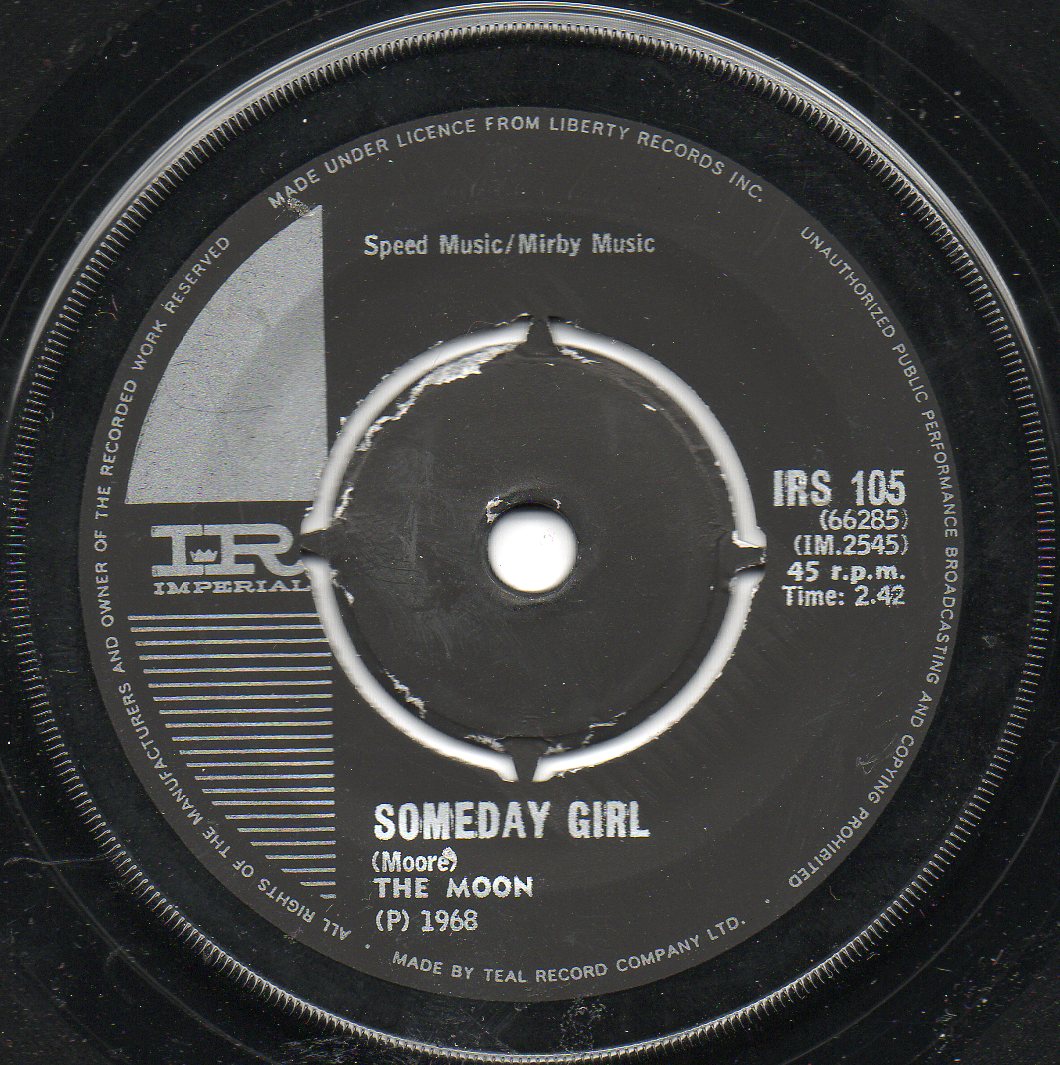 MADE UNDER LICENCE FROM LIBERTY RECORDS INC.
UNAUTHORIZED PUBLIC PERFORMANCE BROADCASTING AND COPYING PROHIBITED
ALL RIGHTS OF THE MANUFACTURERS AND OWNER OF THE RECORDED WORK RESERVED
Speed Music/Mirby Music
IR
IMPERIAL
IRS 105
(66285)
(IM.2545)
45 r.p.m.
Time: 2.42
SOMEDAY GIRL
(Moore)
THE MOON
(P) 1968
MADE BY TEAL RECORD COMPANY LTD.